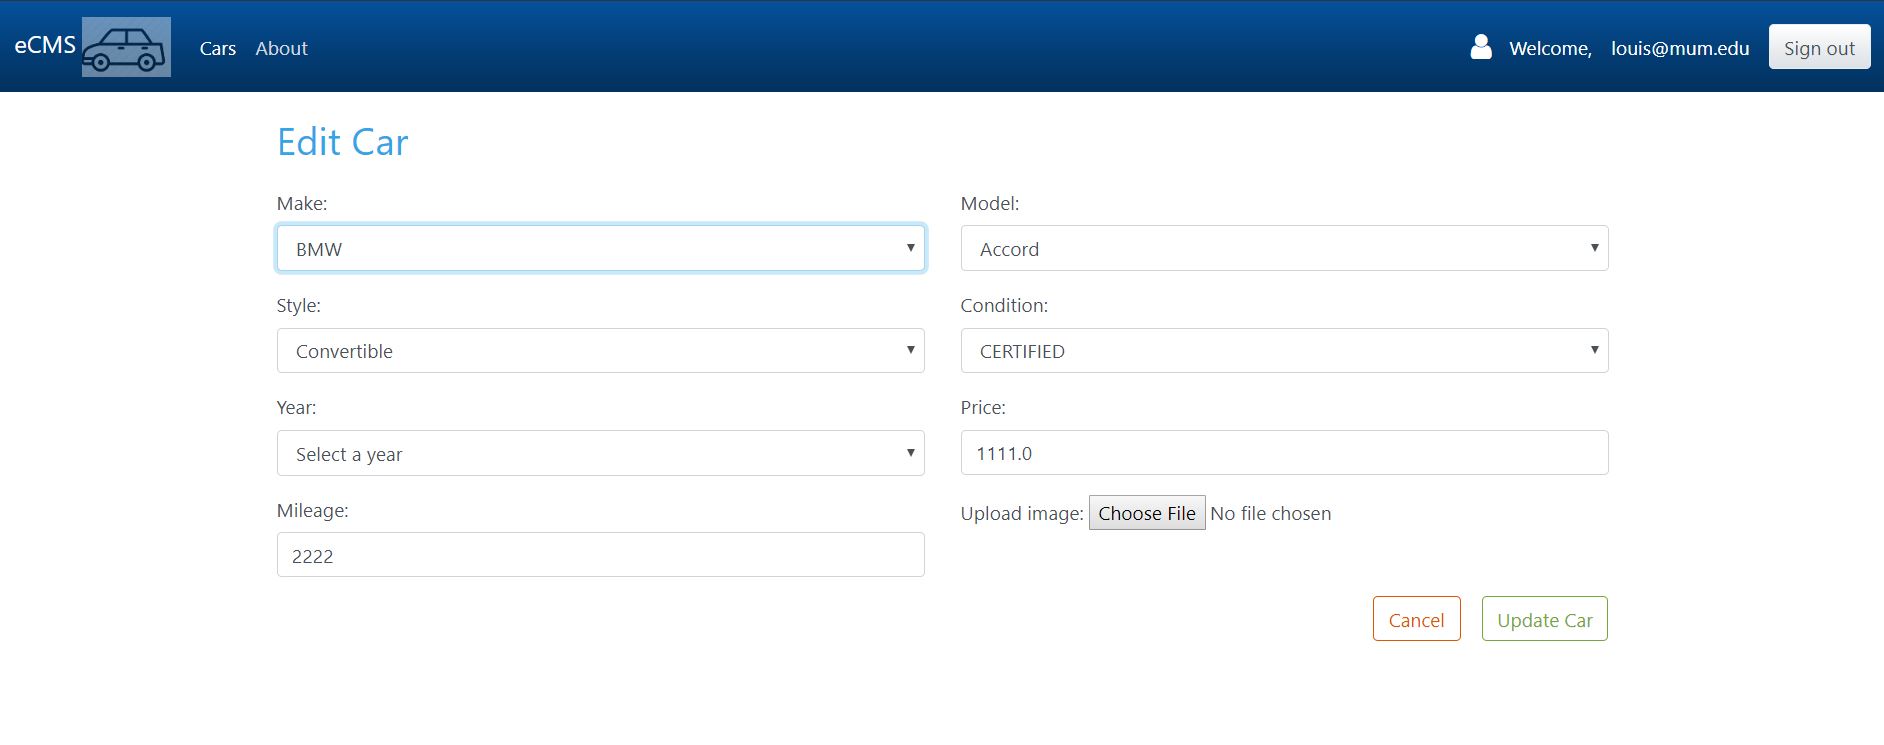 eCMS Cars About Welcome, louis@mum.edu Sign out
Edit Car
Make: Model:
BMW Accord
Style: Condition:
Convertible CERTIFIED
Year: Price:
Select a year 1111.0
Mileage: Upload image: Choose File No file chosen
2222
Cancel Update Car